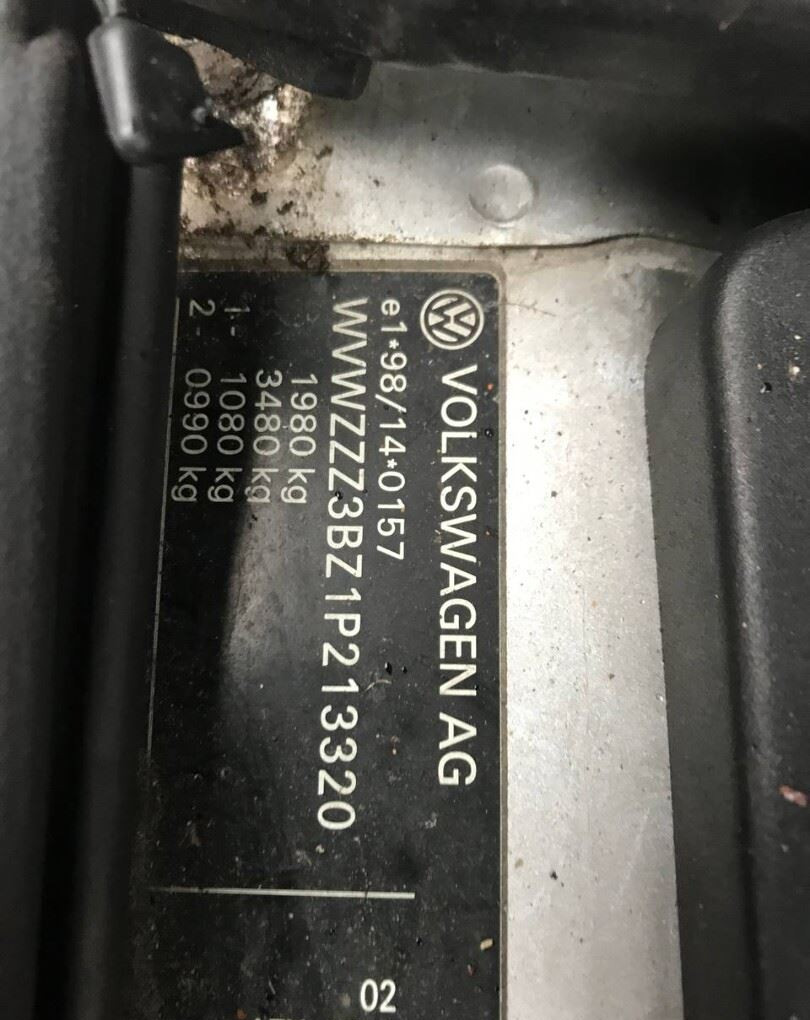 VOLKSWAGEN AG
e1*98/14*0157
WVWZZZ3BZ1P213320
1980 kg
3480 kg
1- 1080 kg
2- 0990 kg
02